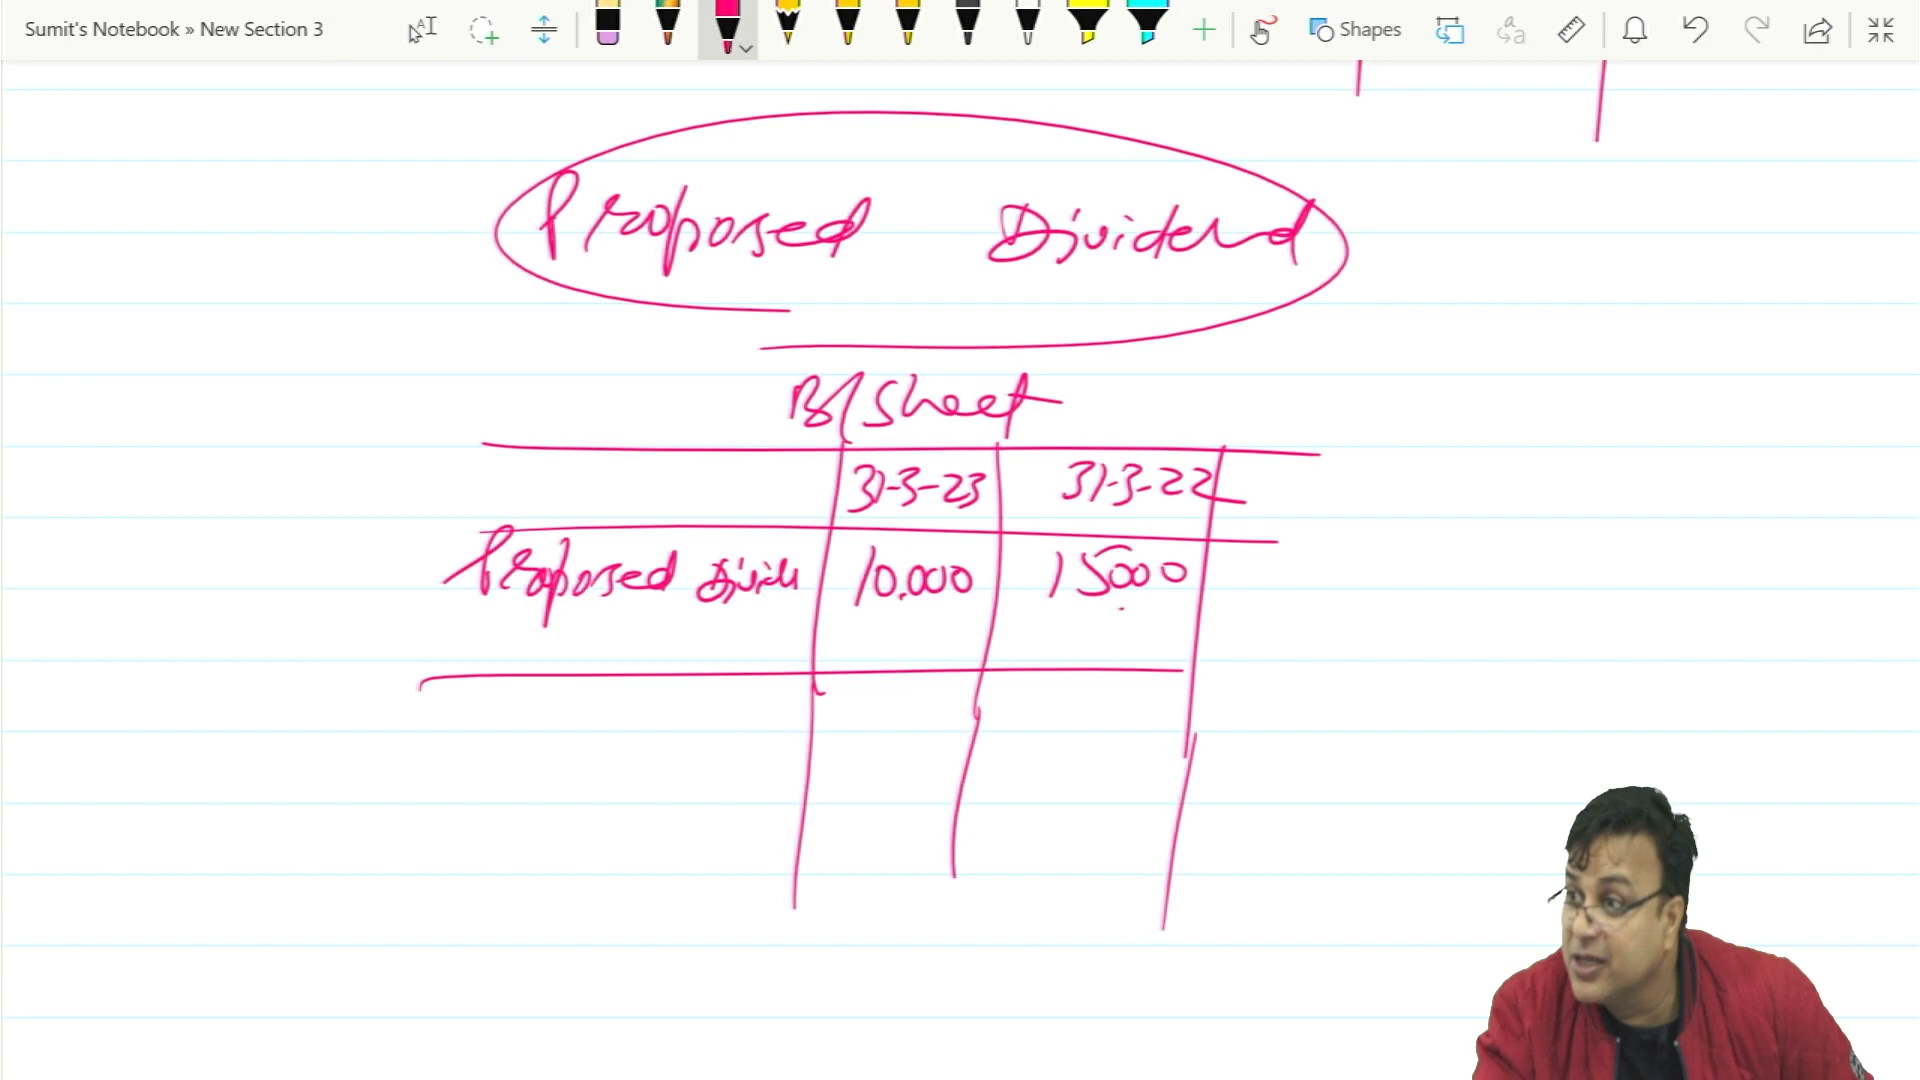 Sumit's Notebook » New Section 3
Shapes
Proposed Dividend
B/Sheet
31-3-23 31-3-22
Proposed Divide 10.000 15000